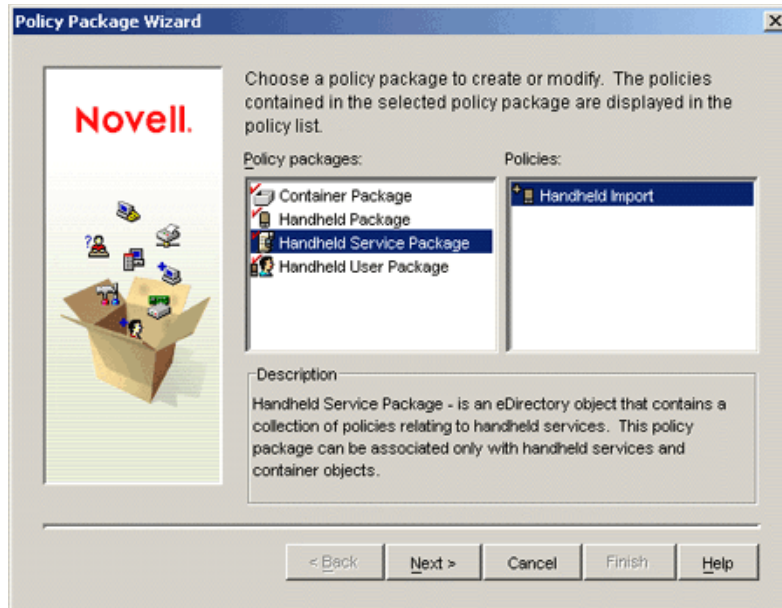 Policy Package Wizard
Novell.
Choose a policy package to create or modify. The policies
contained in the selected policy package are displayed in the
policy list.
Policy packages:
Container Package
Handheld Package
Handheld Service Package
Handheld User Package
Policies:
Handheld Import
Description
Handheld Service Package - is an eDirectory object that contains a
collection of policies relating to handheld services. This policy
package can be associated only with handheld services and
container objects.
< Back
Next >
Cancel
Finish
Help